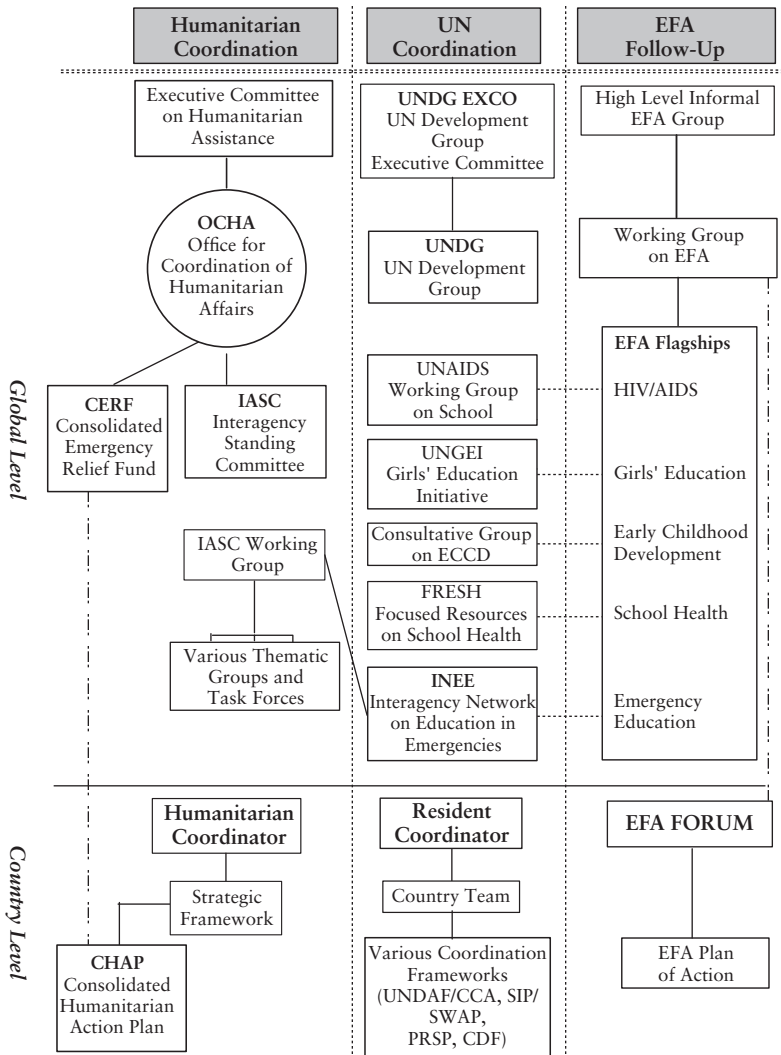 Humanitarian
Coordination
UN
Coordination
EFA
Follow-Up
Global Level
Executive Committee
on Humanitarian
Assistance
OCHA
Office for
Coordination of
Humanitarian
Affairs
CERF
Consolidated
Emergency
Relief Fund
IASC
Interagency
Standing
Committee
IASC Working
Group
Various Thematic
Groups and
Task Forces
UNDG EXCO
UN Development
Group
Executive Committee
UNDG
UN Development
Group
UNAIDS
Working Group
on School
UNGEI
Girls' Education
Initiative
Consultative Group
on ECCD
FRESH
Focused Resources
on School Health
INEE
Interagency Network
on Education in
Emergencies
High Level Informal
EFA Group
Working Group
on EFA
EFA Flagships
HIV/AIDS
Girls' Education
Early Childhood
Development
School Health
Emergency
Education
Country Level
Humanitarian
Coordinator
Strategic
Framework
CHAP
Consolidated
Humanitarian
Action Plan
Resident
Coordinator
Country Team
Various Coordination
Frameworks
(UNDAF/CCA, SIP/
SWAP,
PRSP, CDF)
EFA FORUM
EFA Plan
of Action